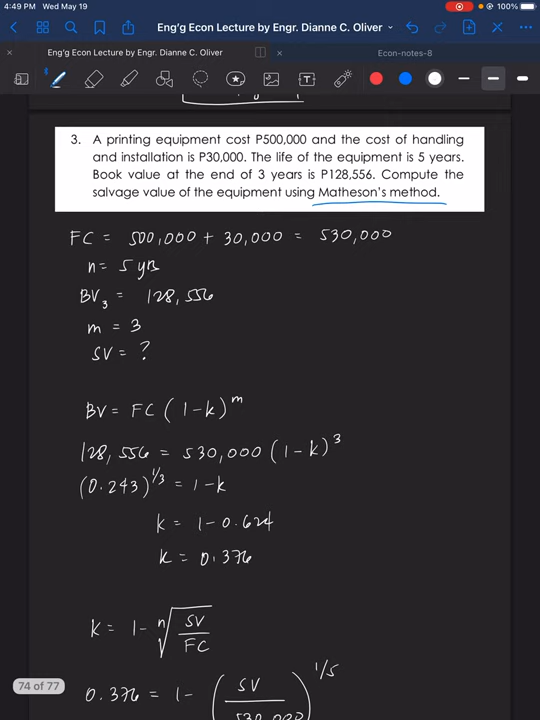 4:49 PM Wed May 19
100%
Eng'g Econ Lecture by Engr. Dianne C. Oliver
Eng'g Econ Lecture by Engr. Dianne C. Oliver
Econ-notes-8
3. A printing equipment cost P500,000 and the cost of handling
and installation is P30,000. The life of the equipment is 5 years.
Book value at the end of 3 years is P128,556. Compute the
salvage value of the equipment using Matheson's method.
FC = 500,000 + 30,000 = 530,000
n = 5 yrs
BV₃ = 128,556
m = 3
SV = ?
BV = FC (1-k)^m
128,556 = 530,000 (1-k)^3
(0.243)^1/3 = 1-k
k = 1-0.624
k = 0.376
k = 1- n√(SV/FC)
0.376 = 1- (SV/530,000)^1/5
74 of 77